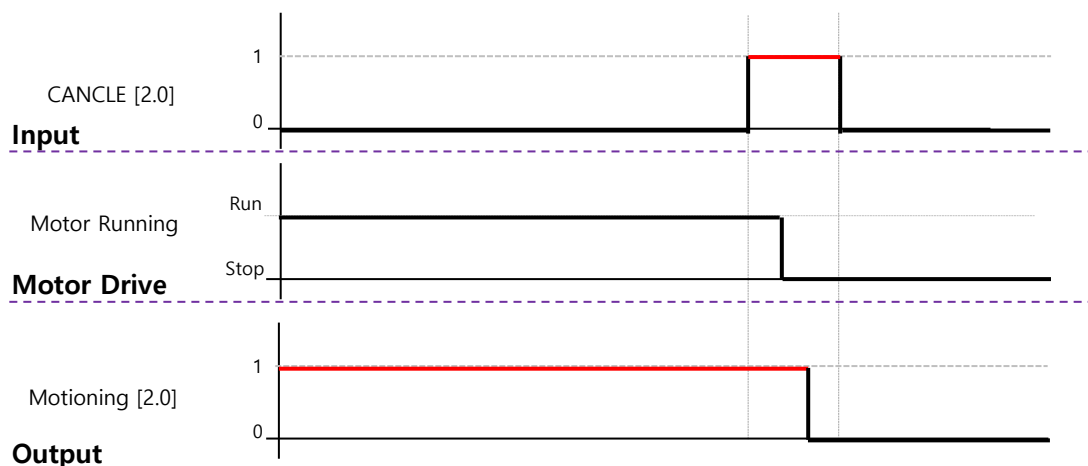 1
CANCLE [2.0]
0
Input
Run
Motor Running
Stop
Motor Drive
1
Motioning [2.0]
0
Output